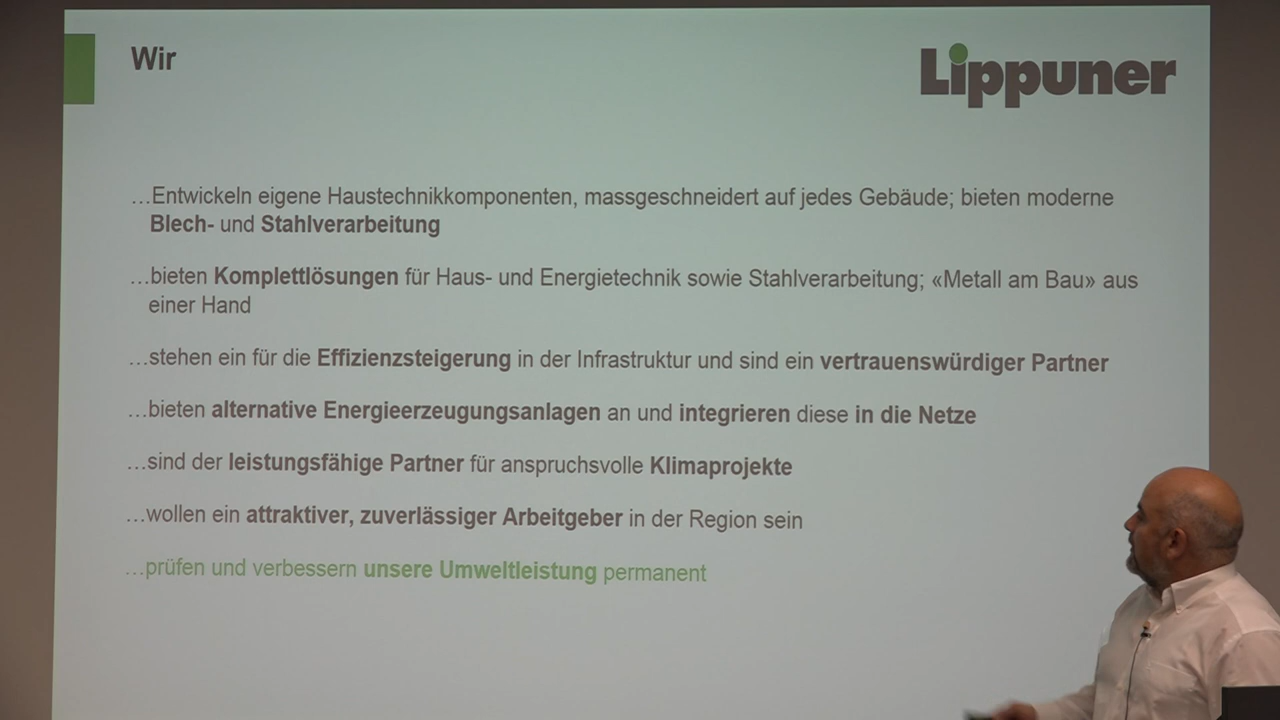 Wir
Lippuner
…Entwickeln eigene Haustechnikkomponenten, massgeschneidert auf jedes Gebäude; bieten moderne
Blech- und Stahlverarbeitung
…bieten Komplettlösungen für Haus- und Energietechnik sowie Stahlverarbeitung; «Metall am Bau» aus
einer Hand
…stehen ein für die Effizienzsteigerung in der Infrastruktur und sind ein vertrauenswürdiger Partner
…bieten alternative Energieerzeugungsanlagen an und integrieren diese in die Netze
…sind der leistungsfähige Partner für anspruchsvolle Klimaprojekte
…wollen ein attraktiver, zuverlässiger Arbeitgeber in der Region sein
…prüfen und verbessern unsere Umweltleistung permanent